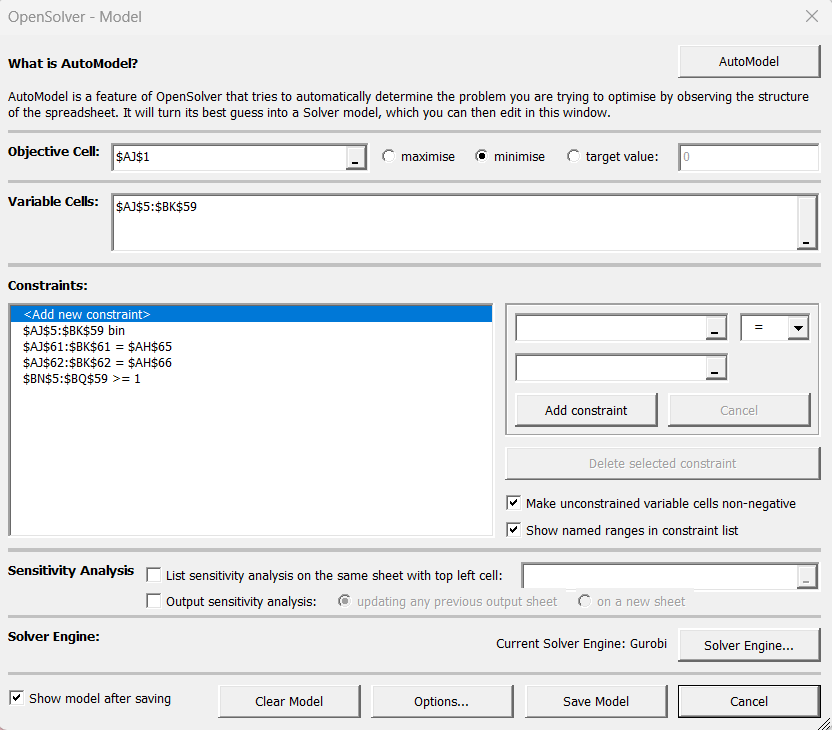 OpenSolver - Model
What is AutoModel?
AutoModel
AutoModel is a feature of OpenSolver that tries to automatically determine the problem you are trying to optimise by observing the structure
of the spreadsheet. It will turn its best guess into a Solver model, which you can then edit in this window.
Objective Cell:
$AJ$1
maximise
minimise
target value:
0
Variable Cells:
$AJ$5:$BK$59
Constraints:
<Add new constraint>
$AJ$5:$BK$59 bin
$AJ$61:$BK$61 = $AH$65
$AJ$62:$BK$62 = $AH$66
$BN$5:$BQ$59 >= 1
=
Add constraint
Cancel
Delete selected constraint
Make unconstrained variable cells non-negative
Show named ranges in constraint list
Sensitivity Analysis
List sensitivity analysis on the same sheet with top left cell:
Output sensitivity analysis:
updating any previous output sheet
on a new sheet
Solver Engine:
Current Solver Engine: Gurobi
Solver Engine...
Show model after saving
Clear Model
Options...
Save Model
Cancel